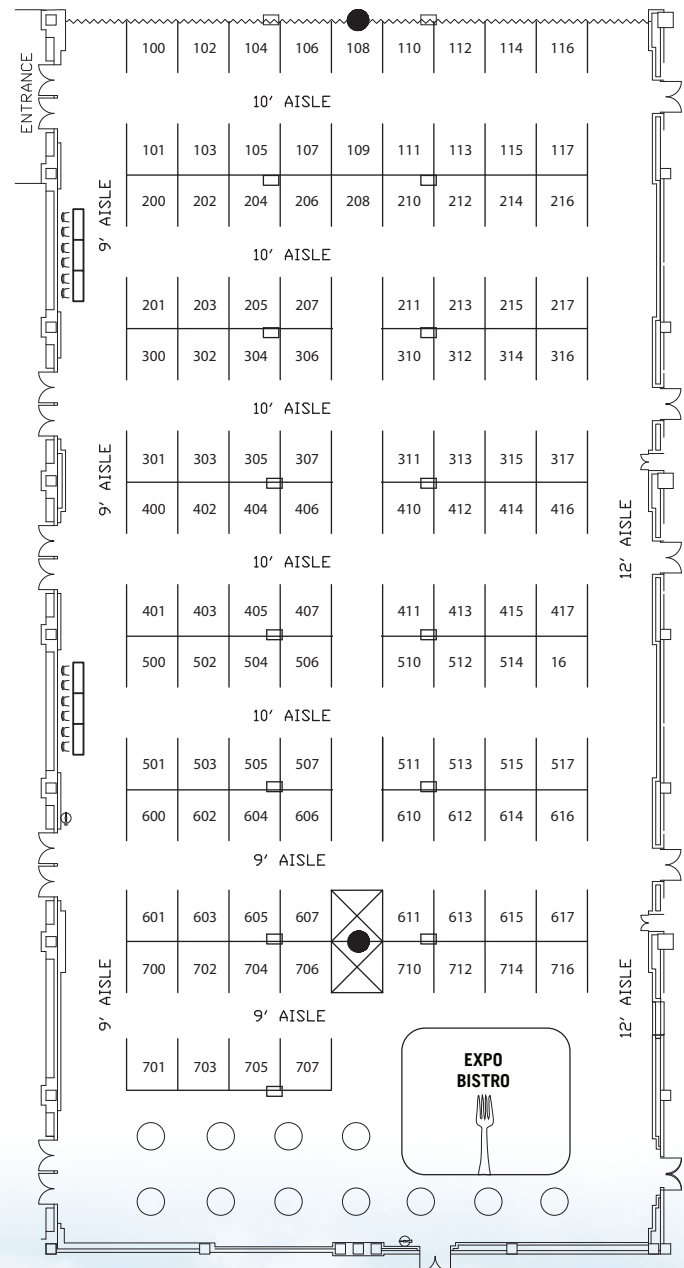 ENTRANCE
100 102 104 106 108 110 112 114 116
10' AISLE
101 103 105 107 109 111 113 115 117
200 202 204 206 208 210 212 214 216
9' AISLE
10' AISLE
201 203 205 207 211 213 215 217
300 302 304 306 310 312 314 316
10' AISLE
301 303 305 307 311 313 315 317
400 402 404 406 410 412 414 416
9' AISLE
12' AISLE
10' AISLE
401 403 405 407 411 413 415 417
500 502 504 506 510 512 514 16
10' AISLE
501 503 505 507 511 513 515 517
600 602 604 606 610 612 614 616
9' AISLE
601 603 605 607 611 613 615 617
700 702 704 706 710 712 714 716
9' AISLE
12' AISLE
9' AISLE
701 703 705 707
EXPO
BISTRO